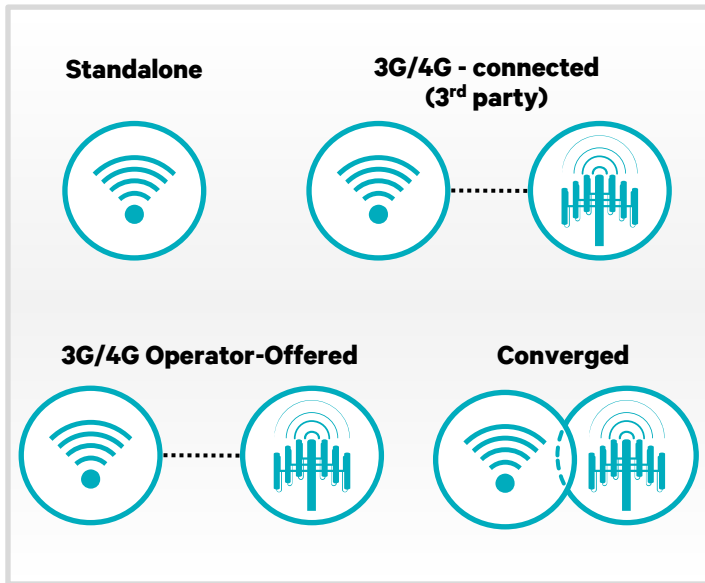 Standalone
3G/4G - connected
(3rd party)
3G/4G Operator-Offered
Converged